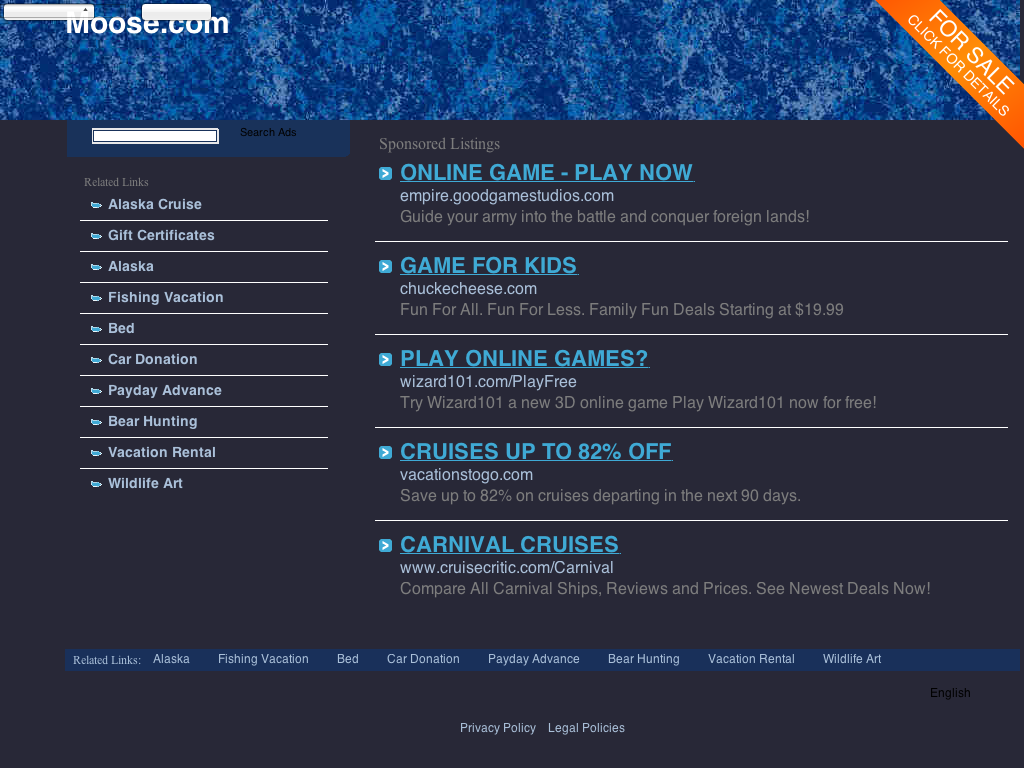 Moose.com
FOR SALE
CLICK FOR DETAILS
Search Ads
Related Links
Alaska Cruise
Gift Certificates
Alaska
Fishing Vacation
Bed
Car Donation
Payday Advance
Bear Hunting
Vacation Rental
Wildlife Art
Sponsored Listings
ONLINE GAME - PLAY NOW
empire.goodgamestudios.com
Guide your army into the battle and conquer foreign lands!
GAME FOR KIDS
chuckecheese.com
Fun For All. Fun For Less. Family Fun Deals Starting at $19.99
PLAY ONLINE GAMES?
wizard101.com/PlayFree
Try Wizard101 a new 3D online game Play Wizard101 now for free!
CRUISES UP TO 82% OFF
vacationstogo.com
Save up to 82% on cruises departing in the next 90 days.
CARNIVAL CRUISES
www.cruisecritic.com/Carnival
Compare All Carnival Ships, Reviews and Prices. See Newest Deals Now!
Related Links: Alaska Fishing Vacation Bed Car Donation Payday Advance Bear Hunting Vacation Rental Wildlife Art
English
Privacy Policy Legal Policies